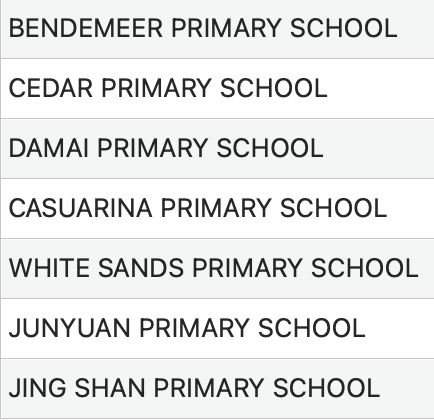 BENDEMEER PRIMARY SCHOOL
CEDAR PRIMARY SCHOOL
DAMAI PRIMARY SCHOOL
CASUARINA PRIMARY SCHOOL
WHITE SANDS PRIMARY SCHOOL
JUNYUAN PRIMARY SCHOOL
JING SHAN PRIMARY SCHOOL